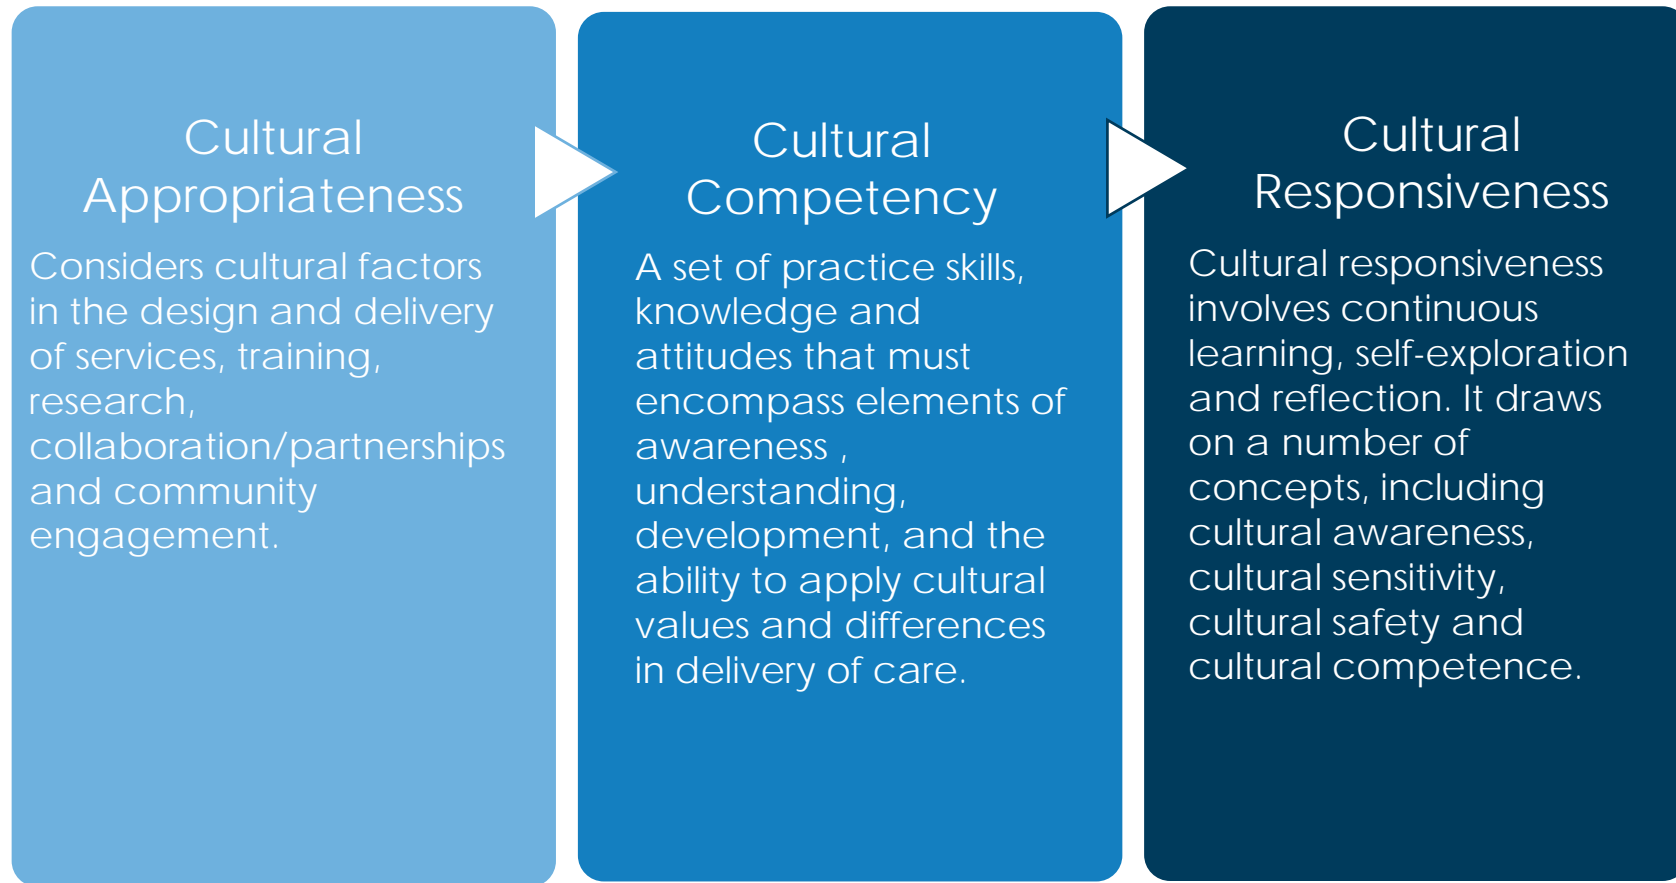 Cultural
Appropriateness
Considers cultural factors
in the design and delivery
of services, training,
research,
collaboration/partnerships
and community
engagement.
Cultural
Competency
A set of practice skills,
knowledge and
attitudes that must
encompass elements of
awareness ,
understanding,
development, and the
ability to apply cultural
values and differences
in delivery of care.
Cultural
Responsiveness
Cultural responsiveness
involves continuous
learning, self-exploration
and reflection. It draws
on a number of
concepts, including
cultural awareness,
cultural sensitivity,
cultural safety and
cultural competence.